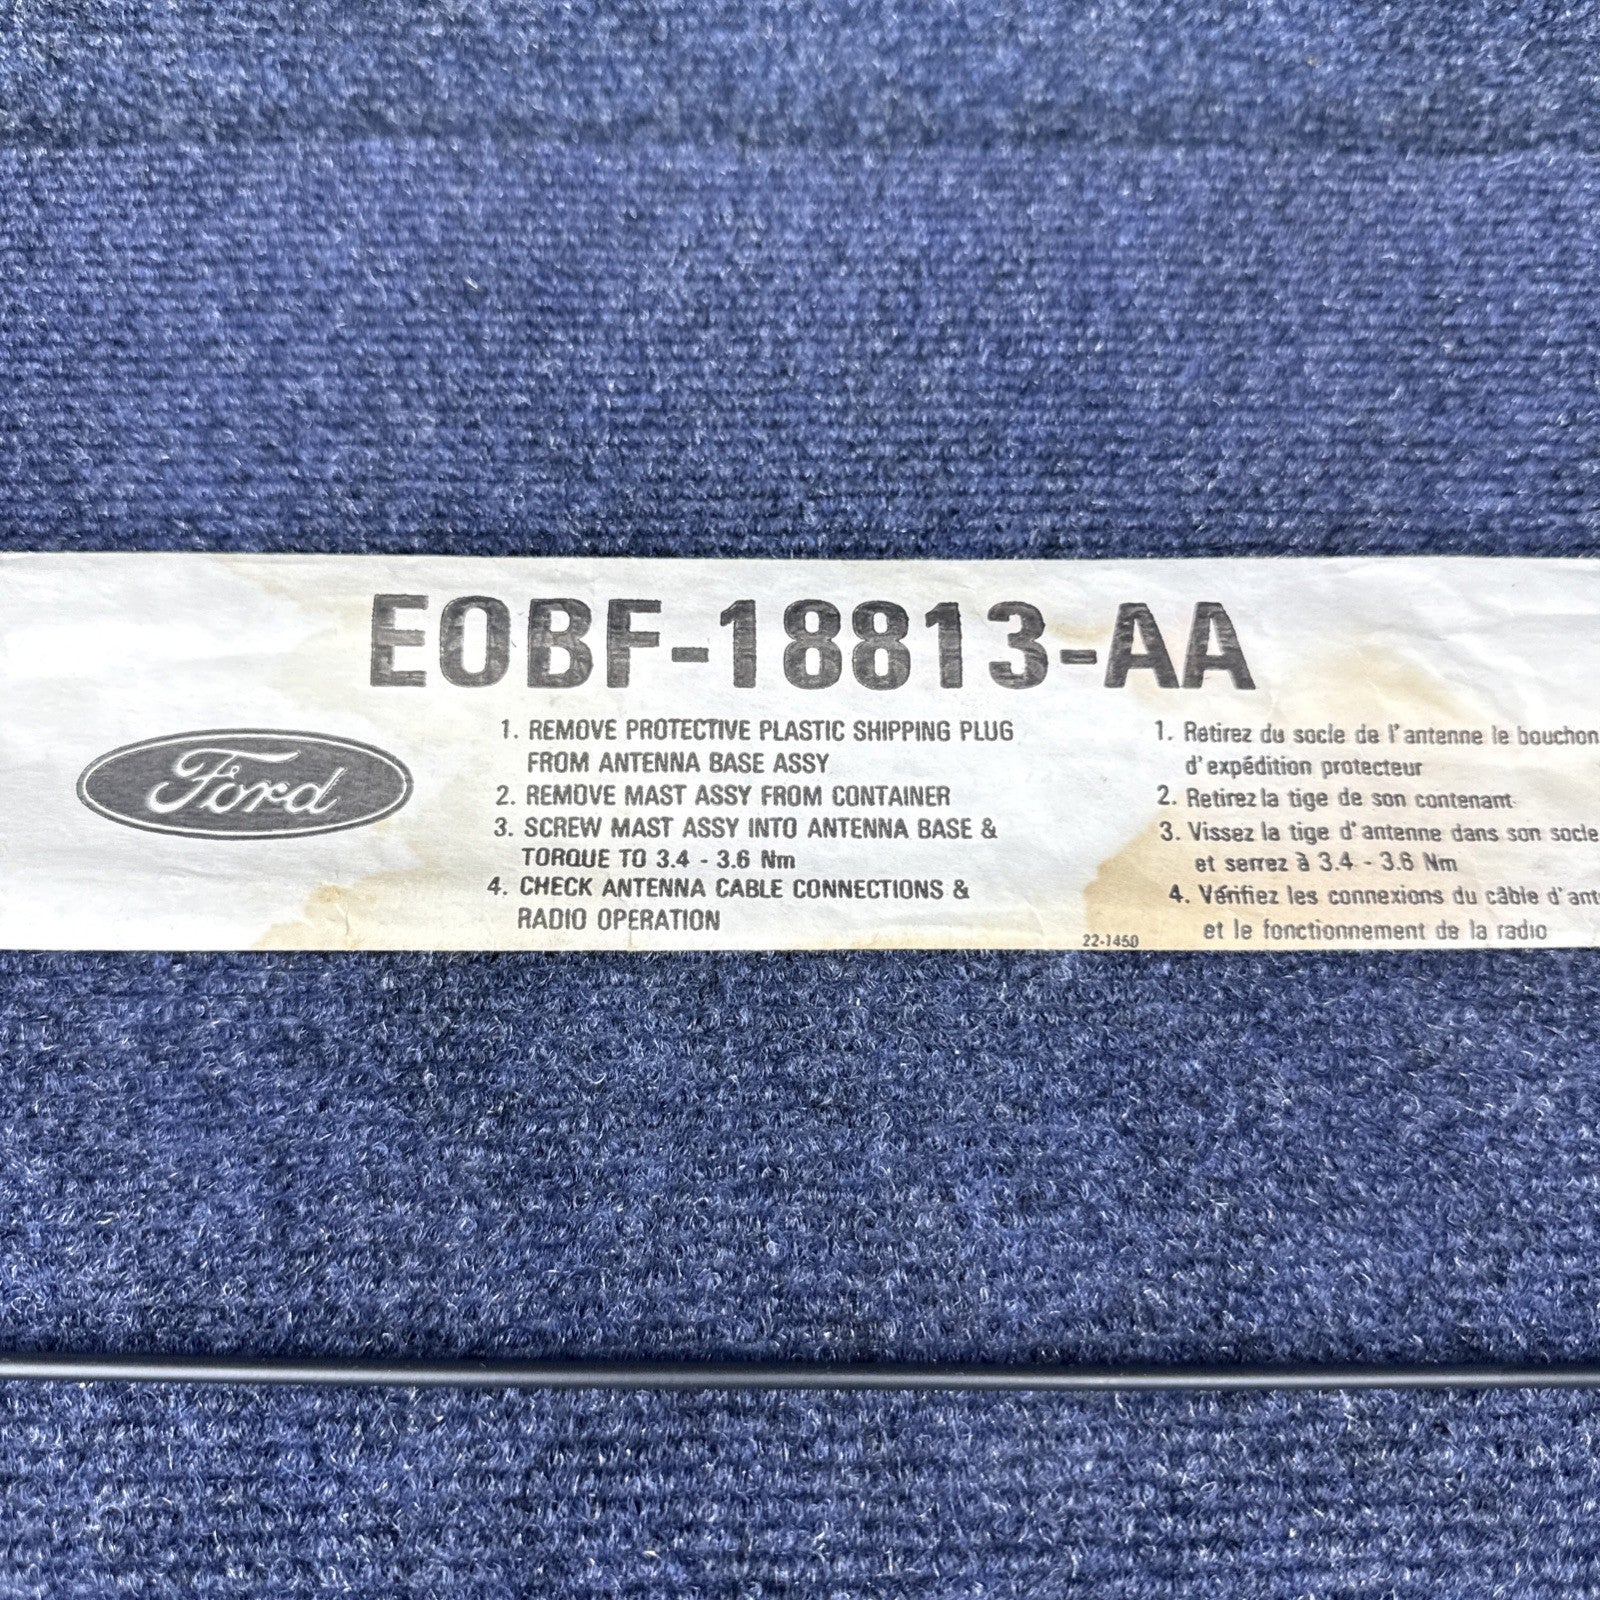 EOBF-18813-AA
Ford
1. REMOVE PROTECTIVE PLASTIC SHIPPING PLUG
FROM ANTENNA BASE ASSY
2. REMOVE MAST ASSY FROM CONTAINER
3. SCREW MAST ASSY INTO ANTENNA BASE &
TORQUE TO 3.4 - 3.6 Nm
4. CHECK ANTENNA CABLE CONNECTIONS &
RADIO OPERATION
22-1450
1. Retirez du socle de l'antenne le bouchon
d'expédition protecteur
2. Retirez la tige de son contenant
3. Vissez la tige d'antenne dans son socle
et serrez à 3.4 - 3.6 Nm
4. Vérifiez les connexions du câble d'ant
et le fonctionnement de la radio